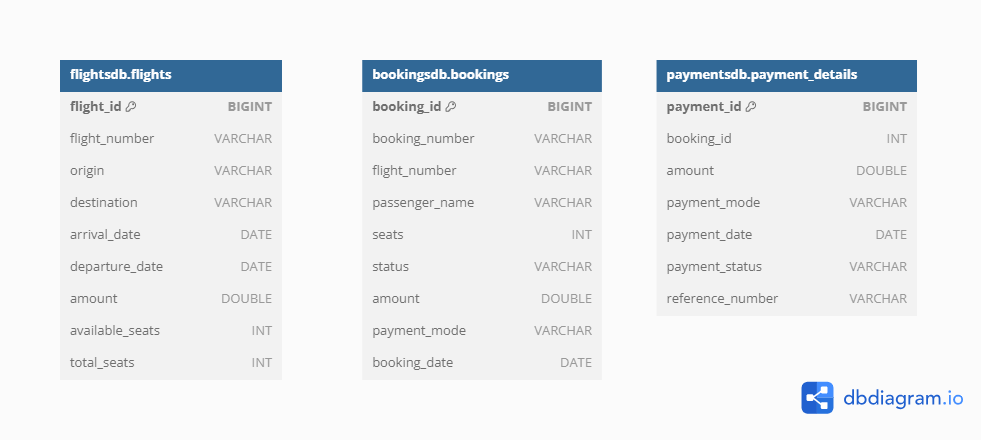 flightsdb.flights
flight_id BIGINT
flight_number VARCHAR
origin VARCHAR
destination VARCHAR
arrival_date DATE
departure_date DATE
amount DOUBLE
available_seats INT
total_seats INT
bookingsdb.bookings
booking_id BIGINT
booking_number VARCHAR
flight_number VARCHAR
passenger_name VARCHAR
seats INT
status VARCHAR
amount DOUBLE
payment_mode VARCHAR
booking_date DATE
paymentsdb.payment_details
payment_id BIGINT
booking_id INT
amount DOUBLE
payment_mode VARCHAR
payment_date DATE
payment_status VARCHAR
reference_number VARCHAR
dbdiagram.io